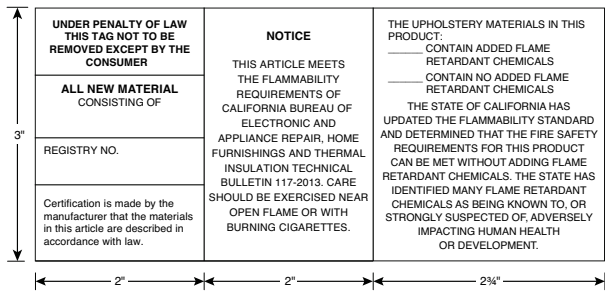 UNDER PENALTY OF LAW
THIS TAG NOT TO BE
REMOVED EXCEPT BY THE
CONSUMER
ALL NEW MATERIAL
CONSISTING OF
REGISTRY NO.
Certification is made by the
manufacturer that the materials
in this article are described in
accordance with law.
NOTICE
THIS ARTICLE MEETS
THE FLAMMABILITY
REQUIREMENTS OF
CALIFORNIA BUREAU OF
ELECTRONIC AND
APPLIANCE REPAIR, HOME
FURNISHINGS AND THERMAL
INSULATION TECHNICAL
BULLETIN 117-2013. CARE
SHOULD BE EXERCISED NEAR
OPEN FLAME OR WITH
BURNING CIGARETTES.
THE UPHOLSTERY MATERIALS IN THIS
PRODUCT:
______ CONTAIN ADDED FLAME
RETARDANT CHEMICALS
______ CONTAIN NO ADDED FLAME
RETARDANT CHEMICALS
THE STATE OF CALIFORNIA HAS
UPDATED THE FLAMMABILITY STANDARD
AND DETERMINED THAT THE FIRE SAFETY
REQUIREMENTS FOR THIS PRODUCT
CAN BE MET WITHOUT ADDING FLAME
RETARDANT CHEMICALS. THE STATE HAS
IDENTIFIED MANY FLAME RETARDANT
CHEMICALS AS BEING KNOWN TO, OR
STRONGLY SUSPECTED OF, ADVERSELY
IMPACTING HUMAN HEALTH
OR DEVELOPMENT.
3"
2"
2"
2¾"